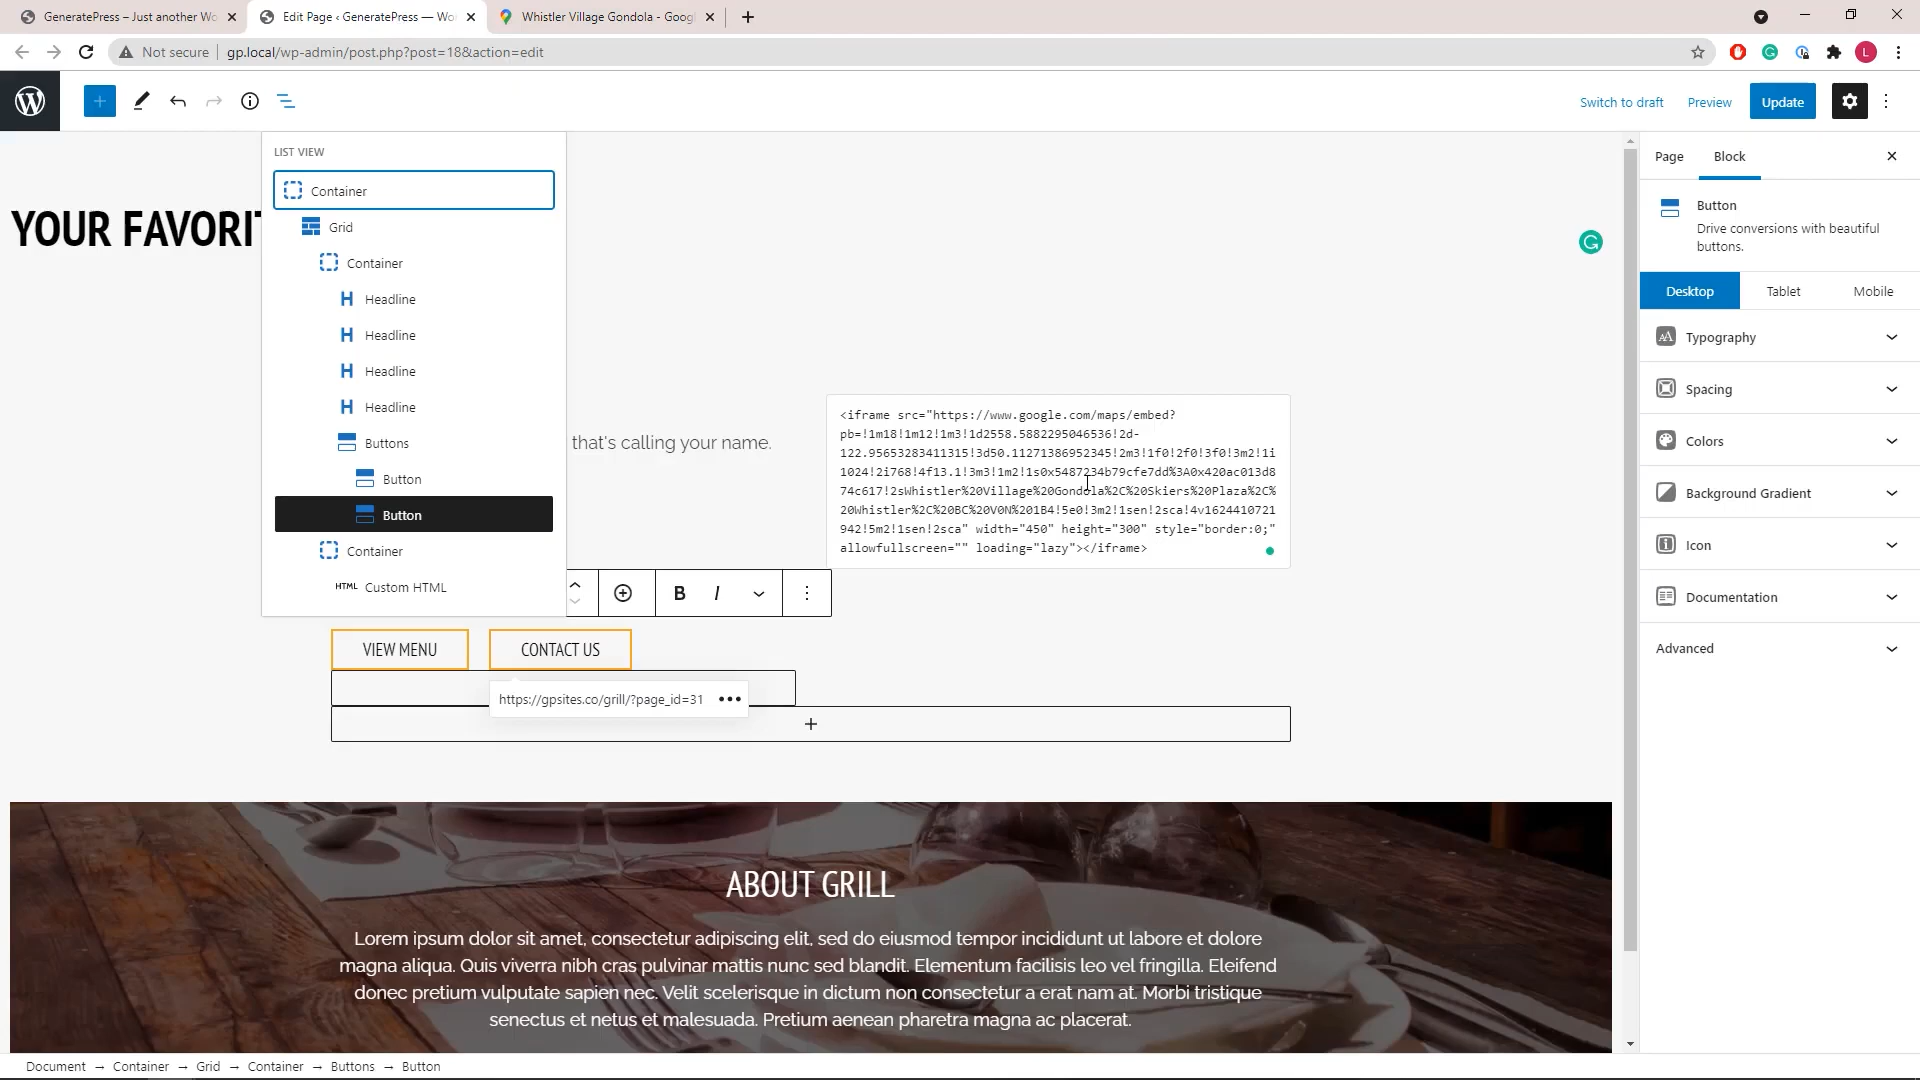 GeneratePress – Just another Wo
Edit Page ‹ GeneratePress — Wor
Whistler Village Gondola - Goog
Not secure
gp.local/wp-admin/post.php?post=18&action=edit
L
Switch to draft
Preview
Update
LIST VIEW
Container
Grid
Container
Headline
Headline
Headline
Headline
Buttons
Button
Button
Container
HTML Custom HTML
YOUR FAVORIT
that's calling your name.
<iframe src="https://www.google.com/maps/embed?
pb=!1m18!1m12!1m3!1d2558.5882295046536!2d-
122.95653283411315!3d50.11271386952345!2m3!1f0!2f0!3f0!3m2!1i
1024!2i768!4f13.1!3m3!1m2!1s0x5487234b79cfe7dd%3A0x420ac013d8
74c617!2sWhistler%20Village%20Gondola%2C%20Skiers%20Plaza%2C%
20Whistler%2C%20BC%20V0N%201B4!5e0!3m2!1sen!2sca!4v1624410721
942!5m2!1sen!2sca" width="450" height="300" style="border:0;"
allowfullscreen="" loading="lazy"></iframe>
B I
VIEW MENU
CONTACT US
https://gpsites.co/grill/?page_id=31
ABOUT GRILL
Lorem ipsum dolor sit amet, consectetur adipiscing elit, sed do eiusmod tempor incididunt ut labore et dolore
magna aliqua. Quis viverra nibh cras pulvinar mattis nunc sed blandit. Elementum facilisis leo vel fringilla. Eleifend
donec pretium vulputate sapien nec. Velit scelerisque in dictum non consectetur a erat nam at. Morbi tristique
senectus et netus et malesuada. Pretium aenean pharetra magna ac placerat.
Page
Block
Button
Drive conversions with beautiful
buttons.
Desktop
Tablet
Mobile
Typography
Spacing
Colors
Background Gradient
Icon
Documentation
Advanced
Document → Container → Grid → Container → Buttons → Button